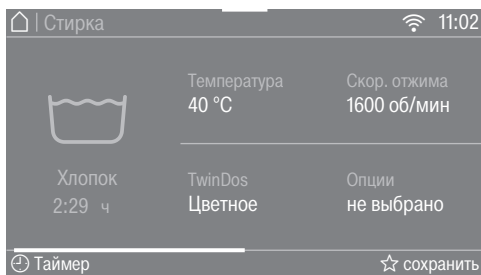 Стирка 11:02
Температура Скор. отжима
40 °C 1600 об/мин
Хлопок TwinDos Опции
2:29 ч Цветное не выбрано
Таймер сохранить